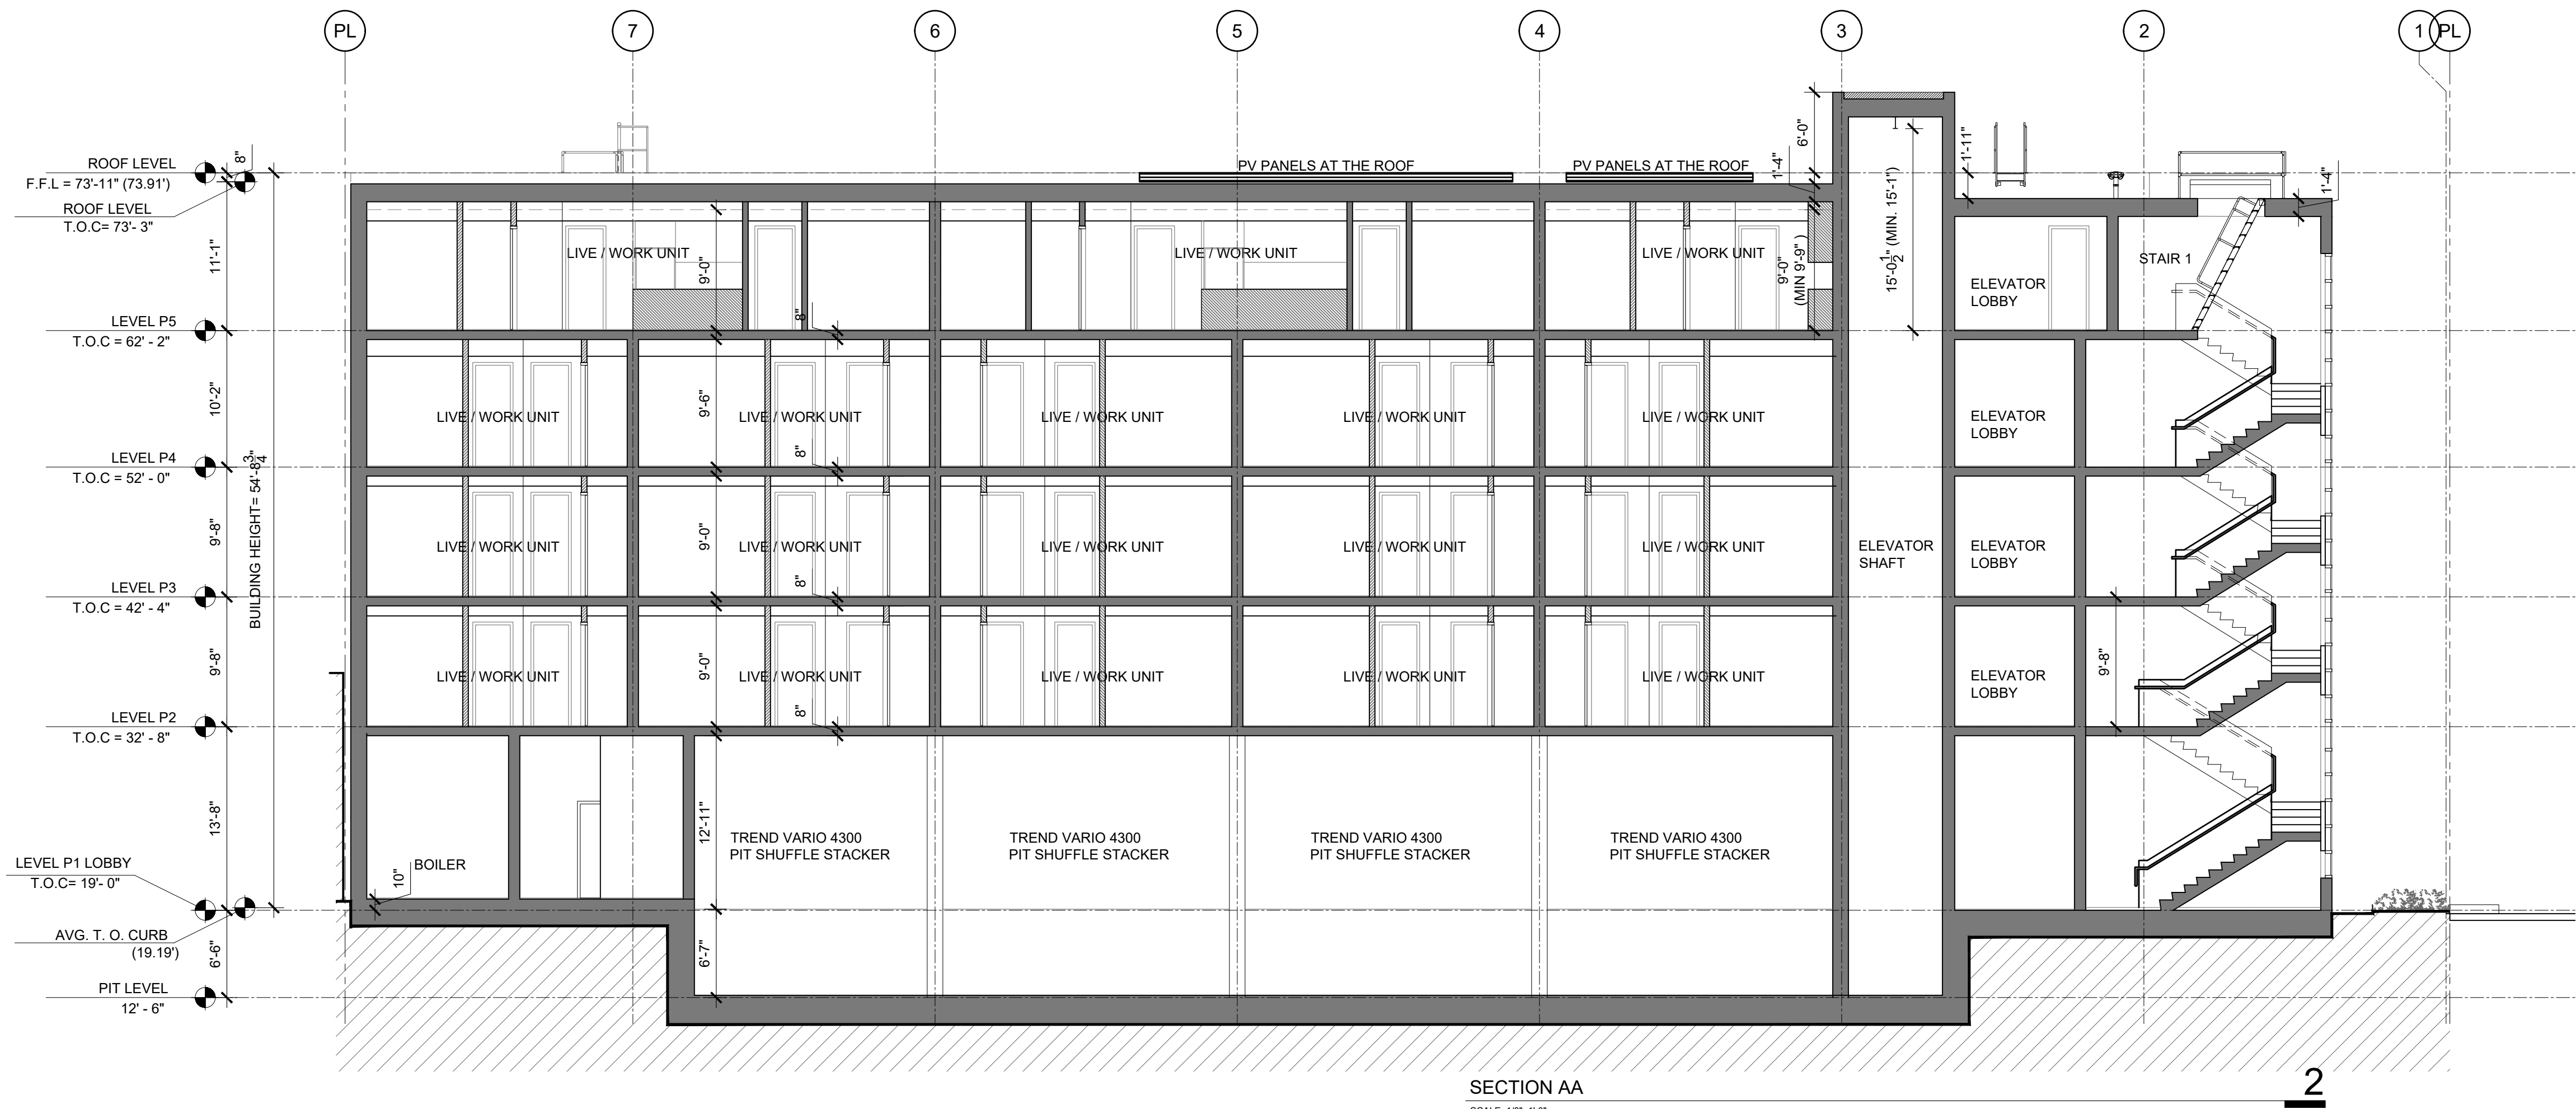 PL
7
6
5
4
3
2
1
PL
ROOF LEVEL
F.F.L = 73'-11" (73.91')
8"
ROOF LEVEL
T.O.C= 73'- 3"
11'-1"
LEVEL P5
T.O.C = 62' - 2"
10'-2"
LEVEL P4
T.O.C = 52' - 0"
9'-8"
LEVEL P3
T.O.C = 42' - 4"
9'-8"
LEVEL P2
T.O.C = 32' - 8"
13'-8"
LEVEL P1 LOBBY
T.O.C= 19'- 0"
AVG. T. O. CURB
(19.19')
6'-6"
PIT LEVEL
12' - 6"
BUILDING HEIGHT= 54'-8 3/4"
PV PANELS AT THE ROOF
PV PANELS AT THE ROOF
1'-4"
6'-0"
1'-11"
1'-4"
LIVE / WORK UNIT
9'-0"
LIVE / WORK UNIT
LIVE / WORK UNIT
9'-0"
(MIN 9'-9" )
15'-0 1/2" (MIN. 15'-1")
ELEVATOR
LOBBY
STAIR 1
8"
LIVE / WORK UNIT
9'-6"
LIVE / WORK UNIT
LIVE / WORK UNIT
LIVE / WORK UNIT
LIVE / WORK UNIT
ELEVATOR
LOBBY
8"
LIVE / WORK UNIT
9'-0"
LIVE / WORK UNIT
LIVE / WORK UNIT
LIVE / WORK UNIT
LIVE / WORK UNIT
ELEVATOR
SHAFT
ELEVATOR
LOBBY
8"
LIVE / WORK UNIT
9'-0"
LIVE / WORK UNIT
LIVE / WORK UNIT
LIVE / WORK UNIT
LIVE / WORK UNIT
ELEVATOR
LOBBY
9'-8"
8"
BOILER
10"
12'-11"
TREND VARIO 4300
PIT SHUFFLE STACKER
TREND VARIO 4300
PIT SHUFFLE STACKER
TREND VARIO 4300
PIT SHUFFLE STACKER
TREND VARIO 4300
PIT SHUFFLE STACKER
6'-7"
SECTION AA
2